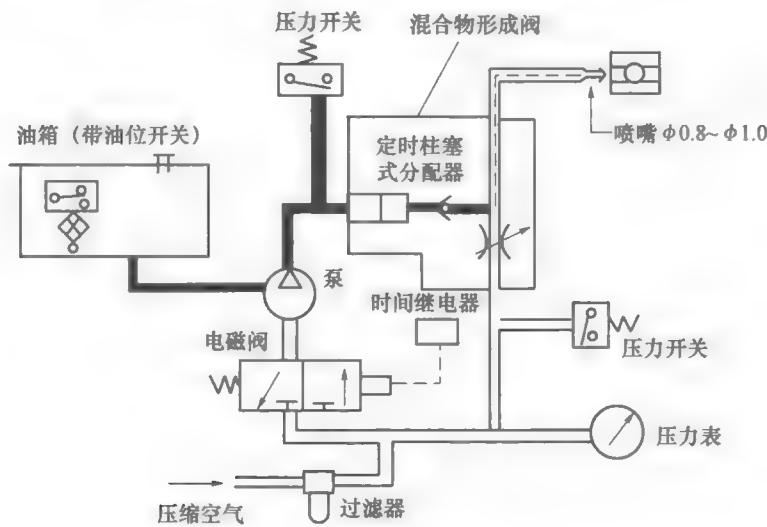 压力开关
混合物形成阀
油箱（带油位开关）
定时柱塞
式分配器
喷嘴ϕ0.8~ϕ1.0
泵
时间继电器
电磁阀
压力开关
压力表
压缩空气
过滤器